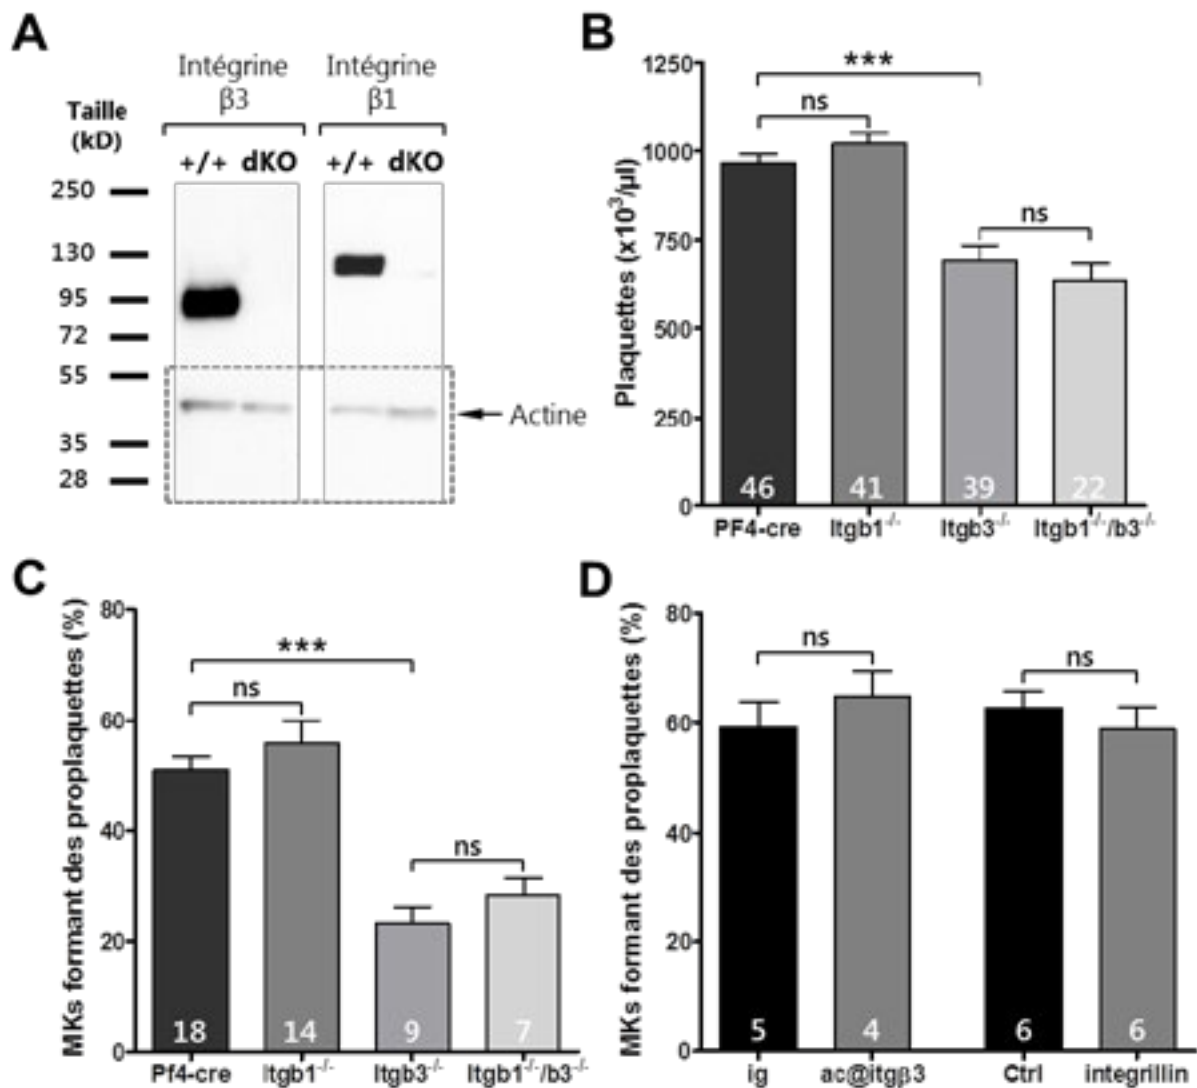 A
Intégrine
β3
Intégrine
β1
Taille
(kD)
+/+ dKO
+/+ dKO
250
130
95
72
55
35
28
Actine
B
Plaquettes (x10³/µl)
1250
1000
750
500
250
0
***
ns
ns
46
41
39
22
PF4-cre
Itgb1-/-
Itgb3-/-
Itgb1-/-/b3-/-
C
MKs formant des proplaquettes (%)
80
60
40
20
0
***
ns
ns
18
14
9
7
Pf4-cre
Itgb1-/-
Itgb3-/-
Itgb1-/-/b3-/-
D
MKs formant des proplaquettes (%)
80
60
40
20
0
ns
ns
5
4
6
6
ig
ac@itgβ3
Ctrl
integrillin